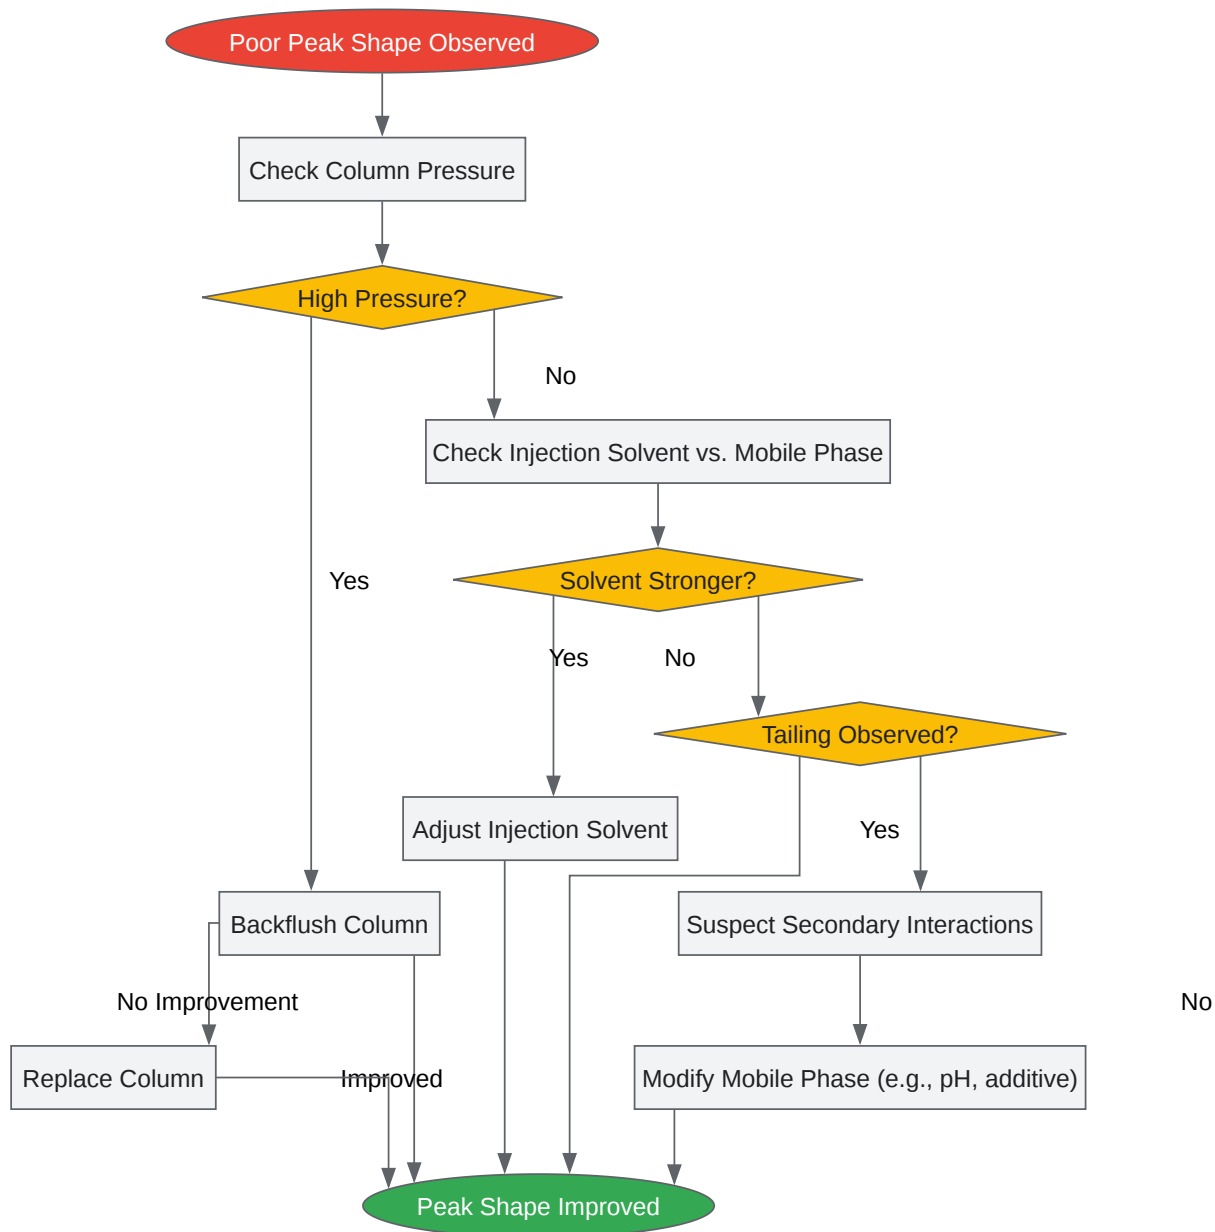 Poor Peak Shape Observed
Check Column Pressure
High Pressure?
No
Check Injection Solvent vs. Mobile Phase
Yes
Solvent Stronger?
Yes
No
Tailing Observed?
Adjust Injection Solvent
Yes
Backflush Column
Suspect Secondary Interactions
No Improvement
No
Replace Column
Improved
Modify Mobile Phase (e.g., pH, additive)
Peak Shape Improved